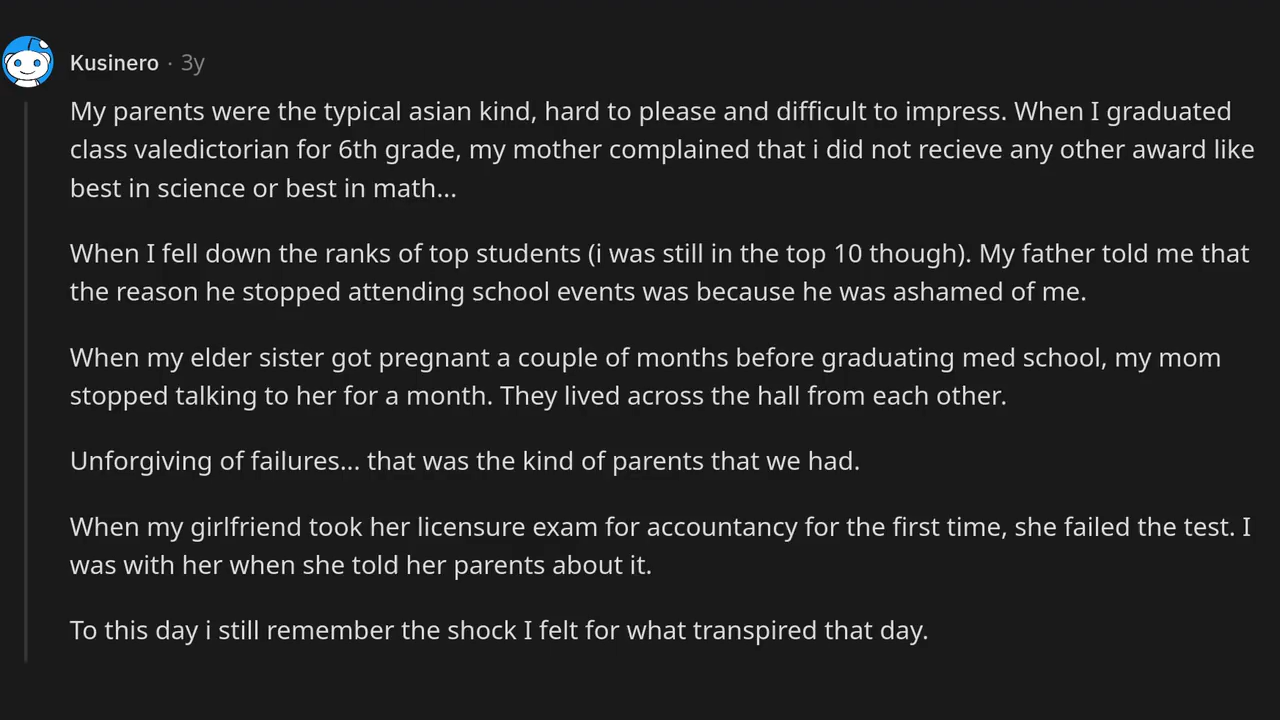 Kusinero · 3y
My parents were the typical asian kind, hard to please and difficult to impress. When I graduated
class valedictorian for 6th grade, my mother complained that i did not recieve any other award like
best in science or best in math...
When I fell down the ranks of top students (i was still in the top 10 though). My father told me that
the reason he stopped attending school events was because he was ashamed of me.
When my elder sister got pregnant a couple of months before graduating med school, my mom
stopped talking to her for a month. They lived across the hall from each other.
Unforgiving of failures... that was the kind of parents that we had.
When my girlfriend took her licensure exam for accountancy for the first time, she failed the test. I
was with her when she told her parents about it.
To this day i still remember the shock I felt for what transpired that day.